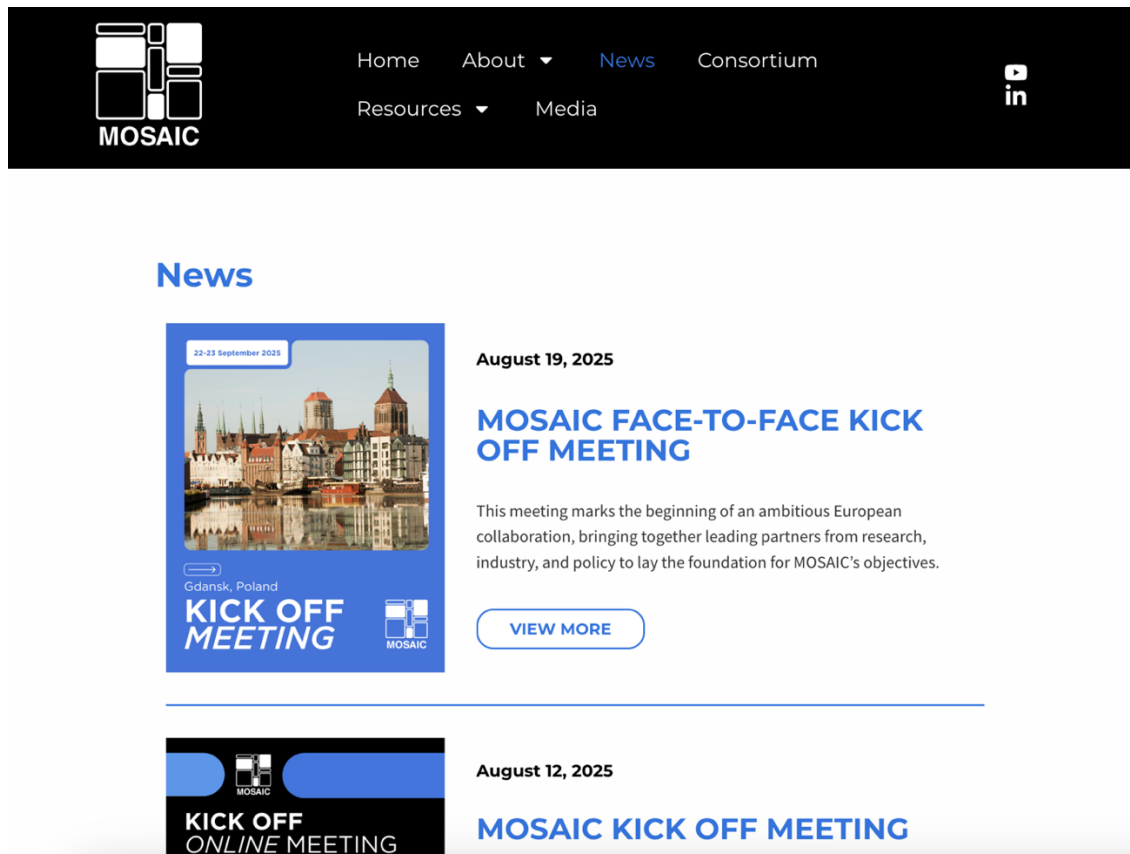 MOSAIC
Home About News Consortium
Resources Media
in
News
22-23 September 2025
Gdansk, Poland
KICK OFF
MEETING
MOSAIC
August 19, 2025
MOSAIC FACE-TO-FACE KICK
OFF MEETING
This meeting marks the beginning of an ambitious European
collaboration, bringing together leading partners from research,
industry, and policy to lay the foundation for MOSAIC’s objectives.
VIEW MORE
MOSAIC
KICK OFF
ONLINE MEETING
August 12, 2025
MOSAIC KICK OFF MEETING